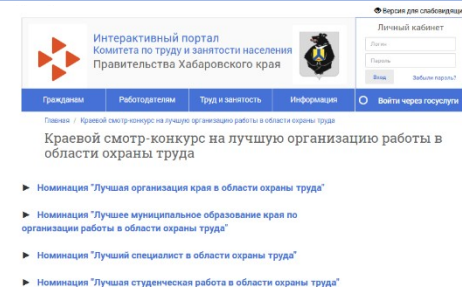 Версия для слабовидящи
Интерактивный портал
Комитета по труду и занятости населения
Правительства Хабаровского края
Личный кабинет
Логин
Пароль
Вход
Забыли пароль?
Гражданам
Работодателям
Труд и занятость
Информация
Войти через госуслуги
Главная / Краевой смотр-конкурс на лучшую организацию работы в области охраны труда
Краевой смотр-конкурс на лучшую организацию работы в
области охраны труда
► Номинация "Лучшая организация края в области охраны труда"
► Номинация "Лучшее муниципальное образование края по
организации работы в области охраны труда"
► Номинация "Лучший специалист в области охраны труда"
► Номинация "Лучшая студенческая работа в области охраны труда"